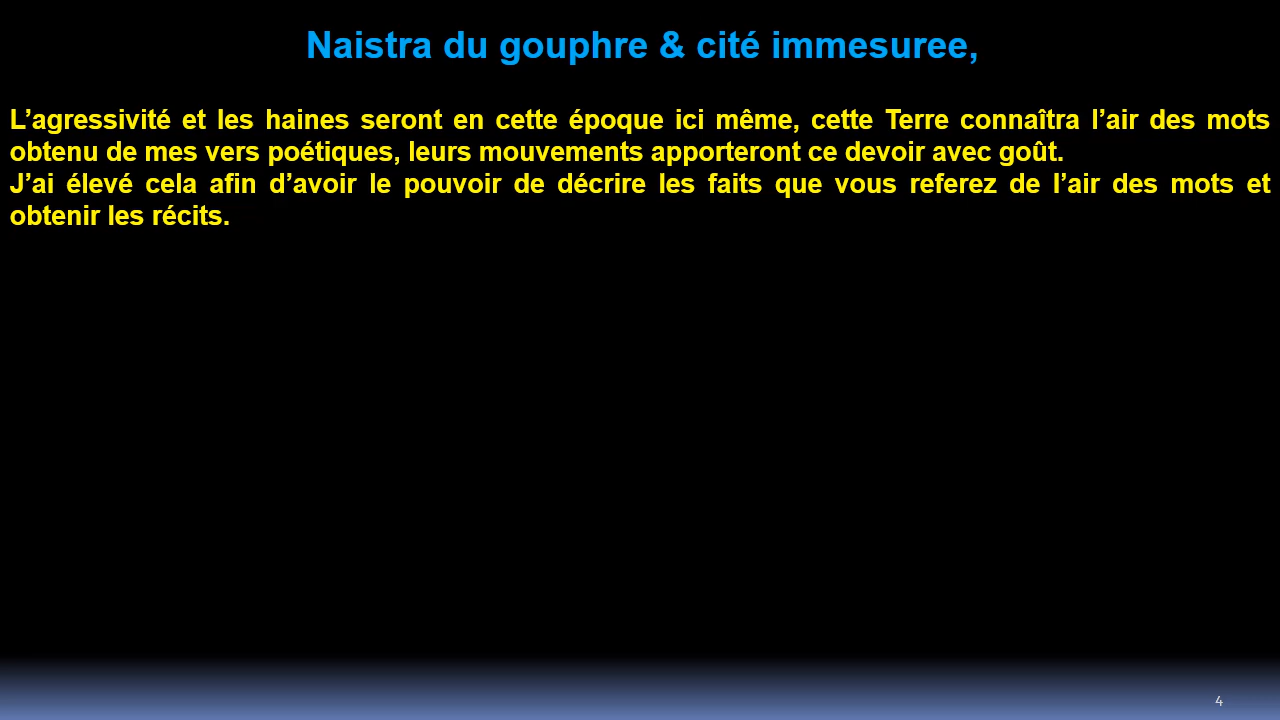 Naistra du gouphre & cité immesuree,
L’agressivité et les haines seront en cette époque ici même, cette Terre connaîtra l’air des mots
obtenu de mes vers poétiques, leurs mouvements apporteront ce devoir avec goût.
J’ai élevé cela afin d’avoir le pouvoir de décrire les faits que vous referez de l’air des mots et
obtenir les récits.
4